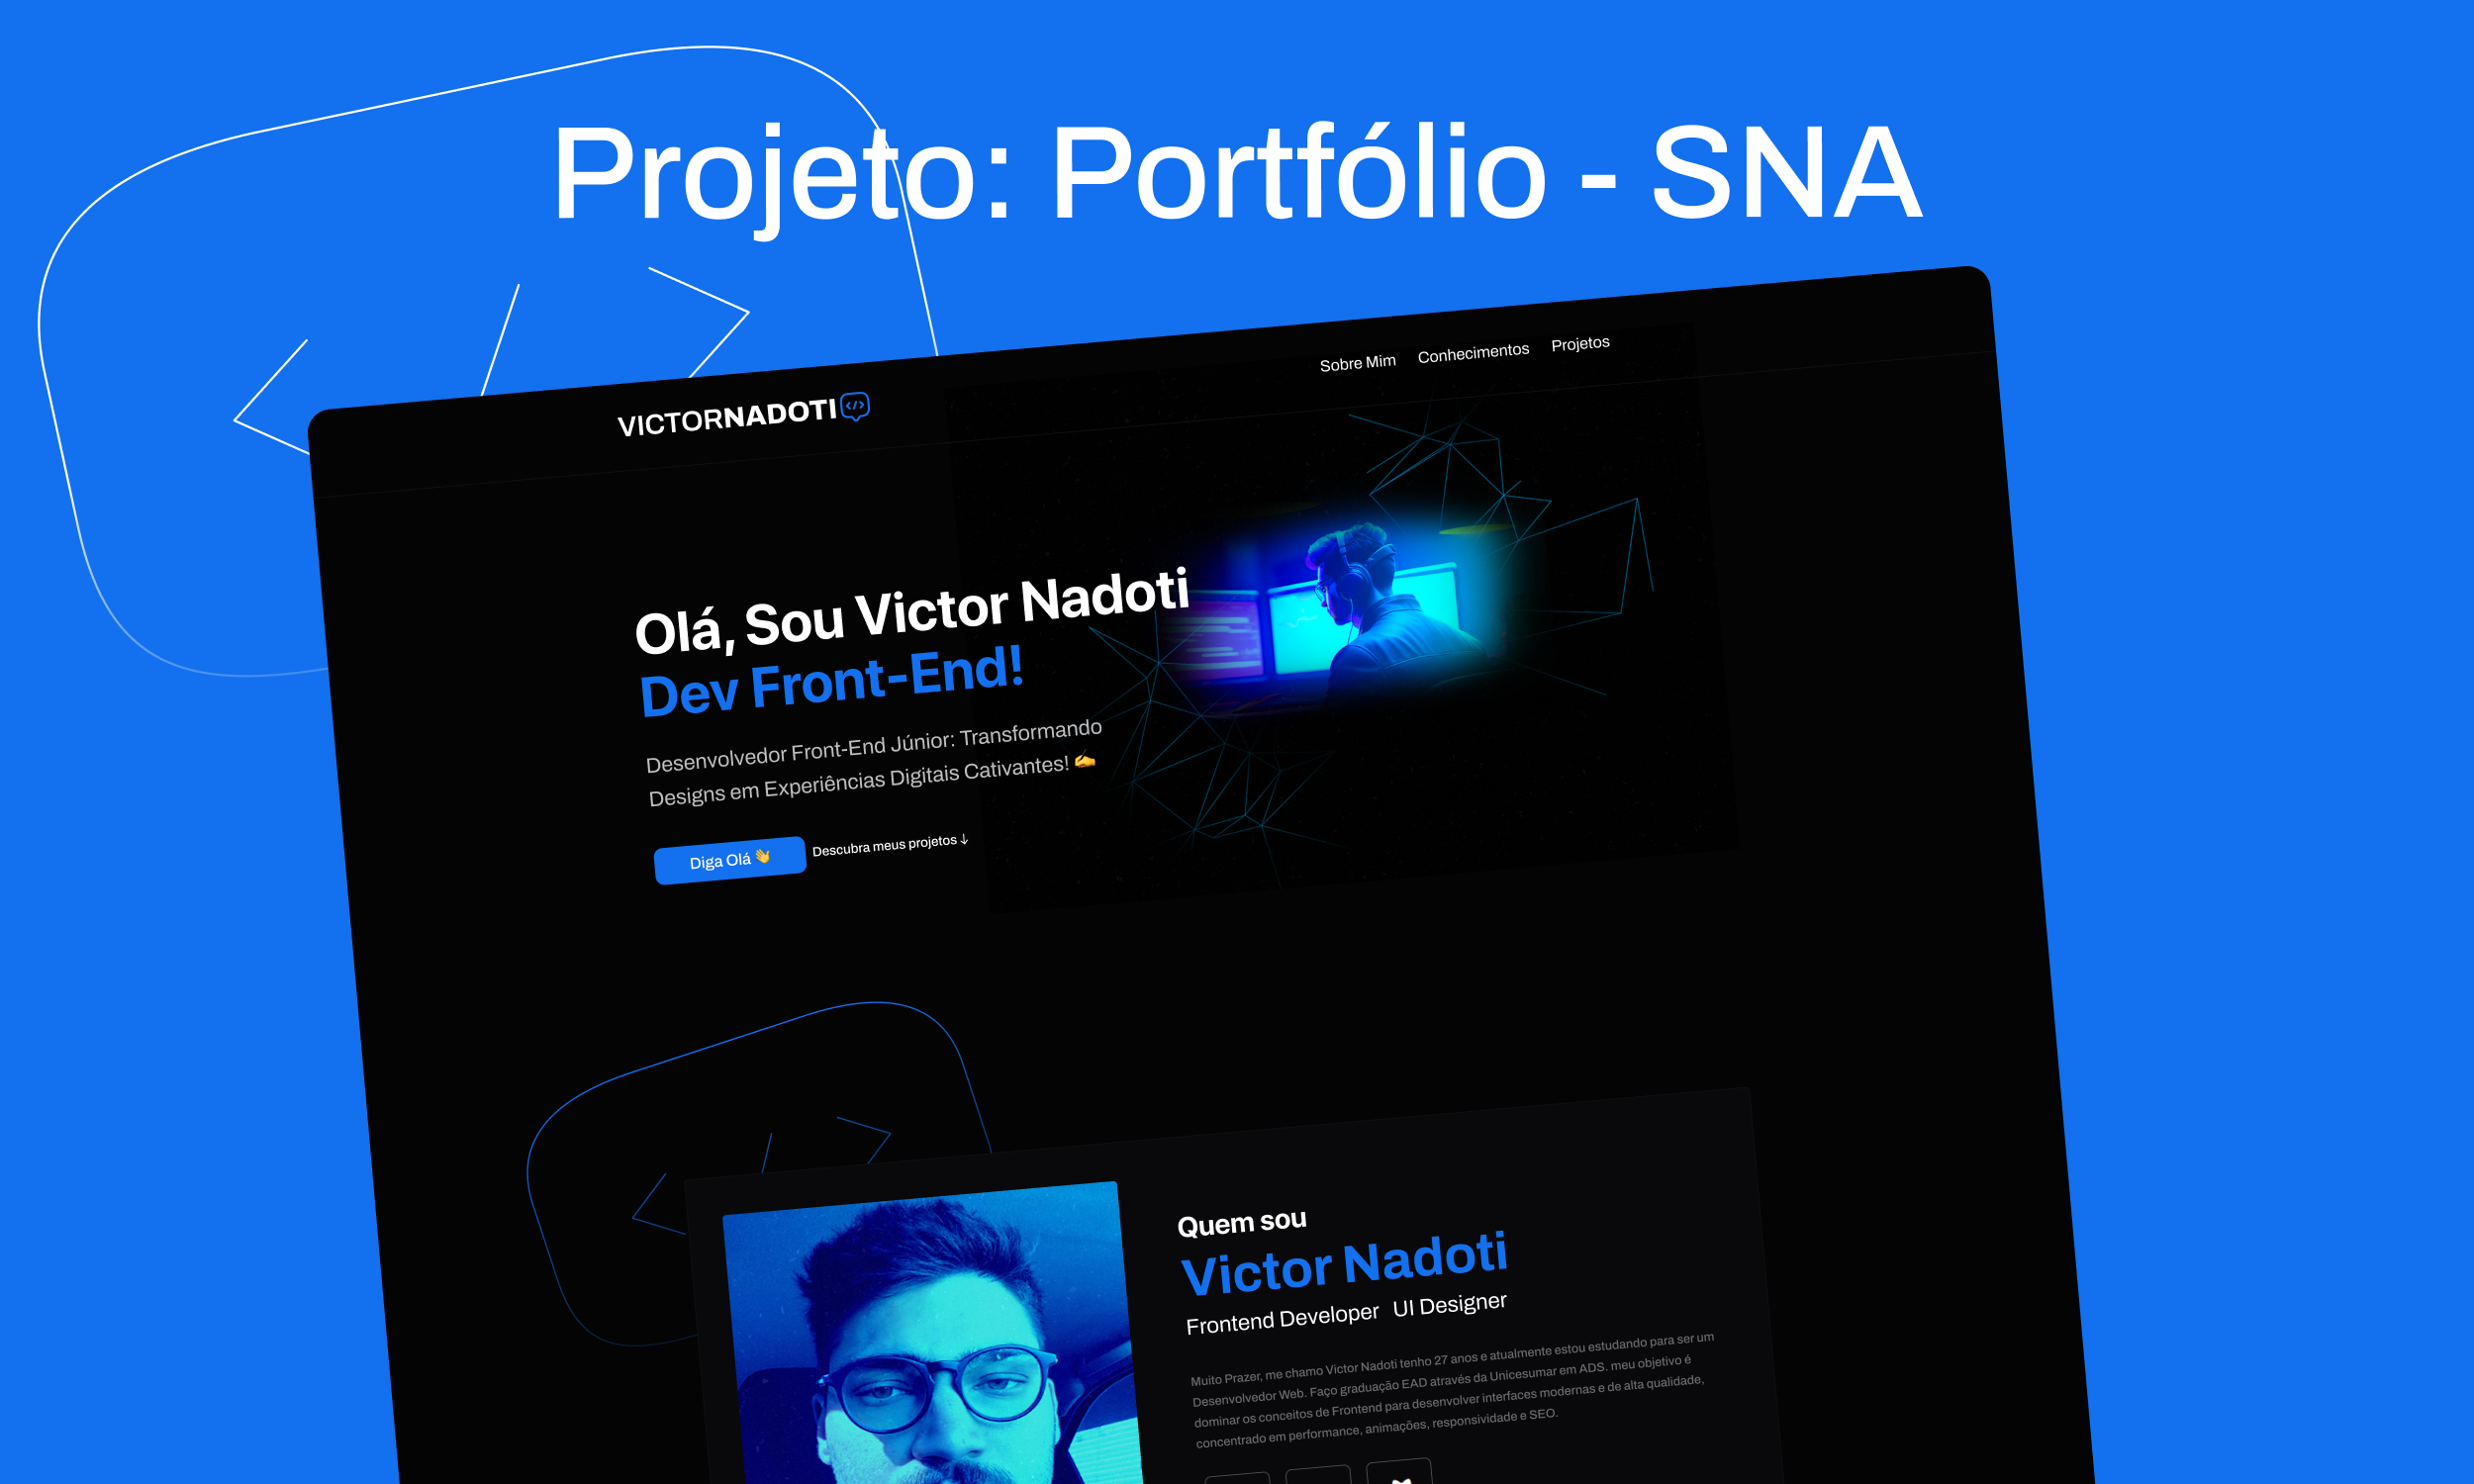 Projeto: Portfólio - SNA
VICTORNADOTI
Sobre Mim Conhecimentos Projetos
Olá, Sou Victor Nadoti
Dev Front-End!
Desenvolvedor Front-End Júnior: Transformando
Designs em Experiências Digitais Cativantes! ✍️
Diga Olá 👋 Descubra meus projetos ↓
Quem sou
Victor Nadoti
Frontend Developer UI Designer
Muito Prazer, me chamo Victor Nadoti tenho 27 anos e atualmente estou estudando para ser um
Desenvolvedor Web. Faço graduação EAD através da Unicesumar em ADS. meu objetivo é
dominar os conceitos de Frontend para desenvolver interfaces modernas e de alta qualidade,
concentrado em performance, animações, responsividade e SEO.